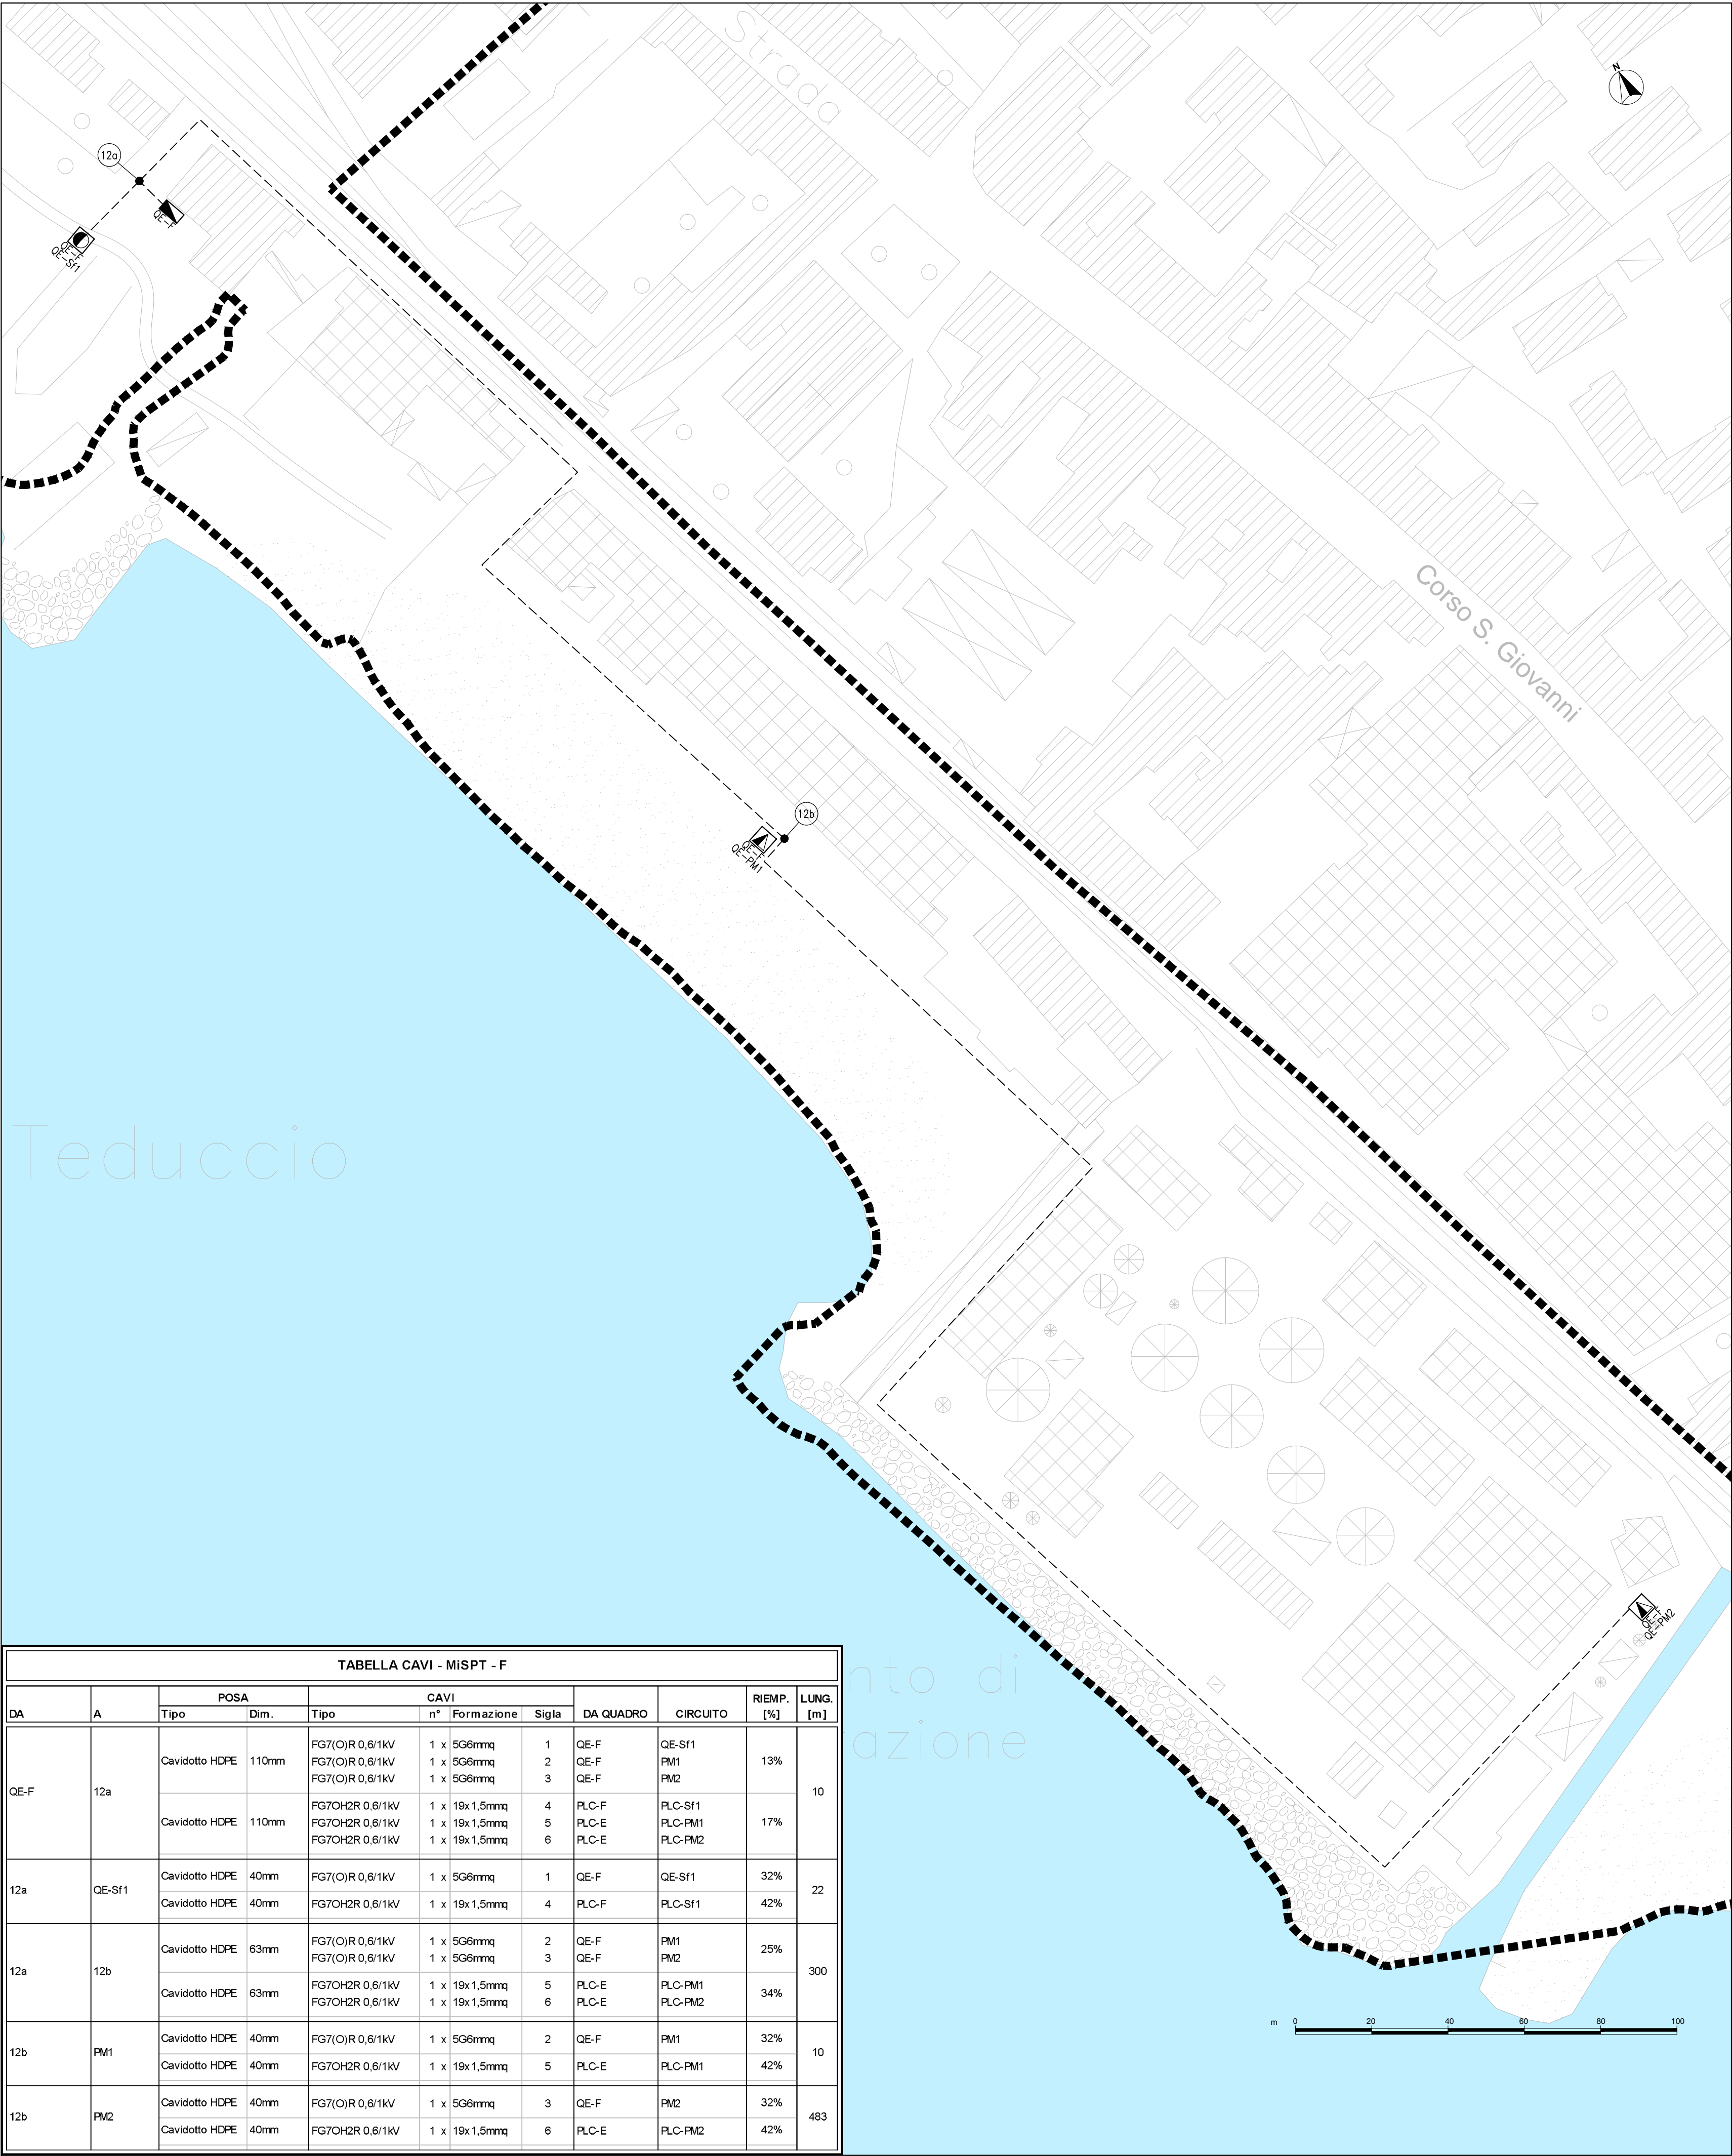 Strada
N
12a
QE-F
QE-F
QE-Sf1
Corso S. Giovanni
12b
QE-F
QE-PM1
Teduccio
QE-F
QE-PM2
nto di
azione
m 0 20 40 60 80 100
TABELLA CAVI - MiSPT - F
DA A POSA CAVI DA QUADRO CIRCUITO RIEMP. [%] LUNG. [m]
Tipo Dim. Tipo n° Formazione Sigla
QE-F 12a 10
Cavidotto HDPE 110mm 13%
FG7(O)R 0,6/1kV 1 x 5G6mmq 1 QE-F QE-Sf1
FG7(O)R 0,6/1kV 1 x 5G6mmq 2 QE-F PM1
FG7(O)R 0,6/1kV 1 x 5G6mmq 3 QE-F PM2
Cavidotto HDPE 110mm 17%
FG7OH2R 0,6/1kV 1 x 19x1,5mmq 4 PLC-F PLC-Sf1
FG7OH2R 0,6/1kV 1 x 19x1,5mmq 5 PLC-E PLC-PM1
FG7OH2R 0,6/1kV 1 x 19x1,5mmq 6 PLC-E PLC-PM2
12a QE-Sf1 22
Cavidotto HDPE 40mm FG7(O)R 0,6/1kV 1 x 5G6mmq 1 QE-F QE-Sf1 32%
Cavidotto HDPE 40mm FG7OH2R 0,6/1kV 1 x 19x1,5mmq 4 PLC-F PLC-Sf1 42%
12a 12b 300
Cavidotto HDPE 63mm 25%
FG7(O)R 0,6/1kV 1 x 5G6mmq 2 QE-F PM1
FG7(O)R 0,6/1kV 1 x 5G6mmq 3 QE-F PM2
Cavidotto HDPE 63mm 34%
FG7OH2R 0,6/1kV 1 x 19x1,5mmq 5 PLC-E PLC-PM1
FG7OH2R 0,6/1kV 1 x 19x1,5mmq 6 PLC-E PLC-PM2
12b PM1 10
Cavidotto HDPE 40mm FG7(O)R 0,6/1kV 1 x 5G6mmq 2 QE-F PM1 32%
Cavidotto HDPE 40mm FG7OH2R 0,6/1kV 1 x 19x1,5mmq 5 PLC-E PLC-PM1 42%
12b PM2 483
Cavidotto HDPE 40mm FG7(O)R 0,6/1kV 1 x 5G6mmq 3 QE-F PM2 32%
Cavidotto HDPE 40mm FG7OH2R 0,6/1kV 1 x 19x1,5mmq 6 PLC-E PLC-PM2 42%